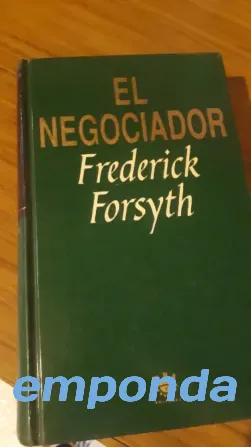 EL
NEGOCIADOR
Frederick
Forsyth
emponda